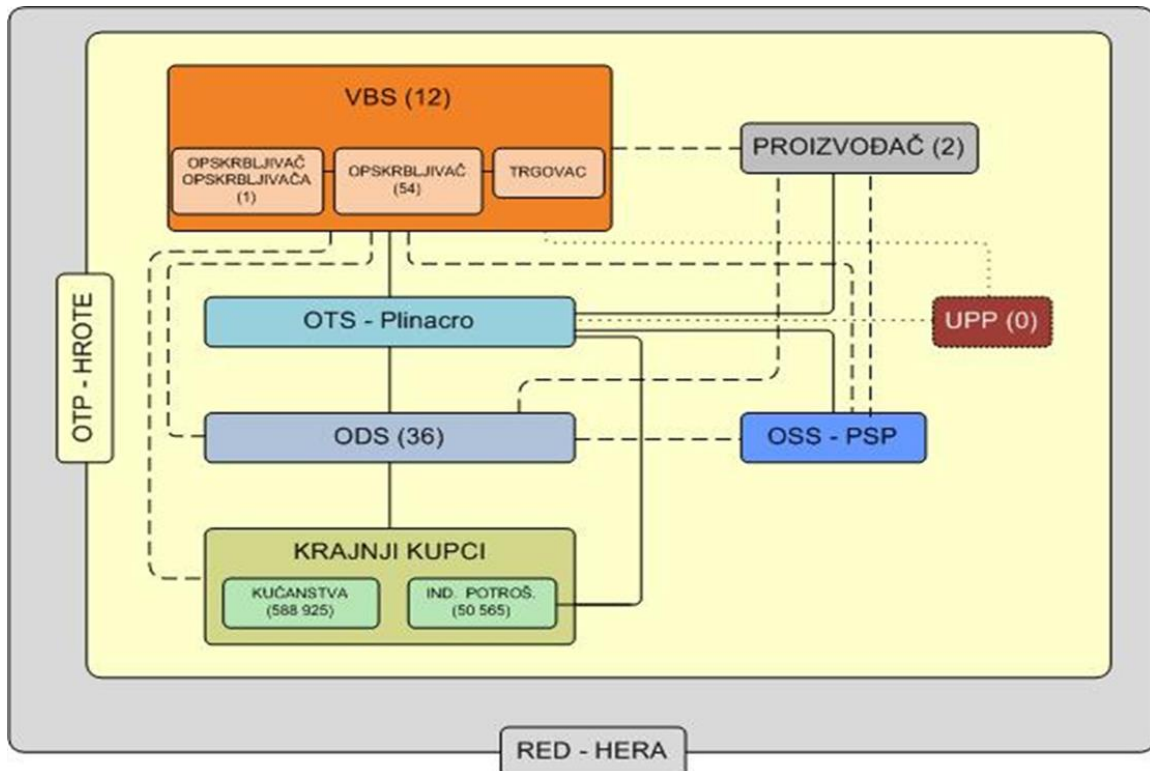 VBS (12)
OPSKRBLJIVAČ
OPSKRBLJIVAČA
(1)
OPSKRBLJIVAČ
(54)
TRGOVAC
PROIZVOĐAČ (2)
OTP - HROTE
OTS - Plinacro
UPP (0)
ODS (36)
OSS - PSP
KRAJNJI KUPCI
KUĆANSTVA
(588 925)
IND. POTROŠ.
(50 565)
RED - HERA